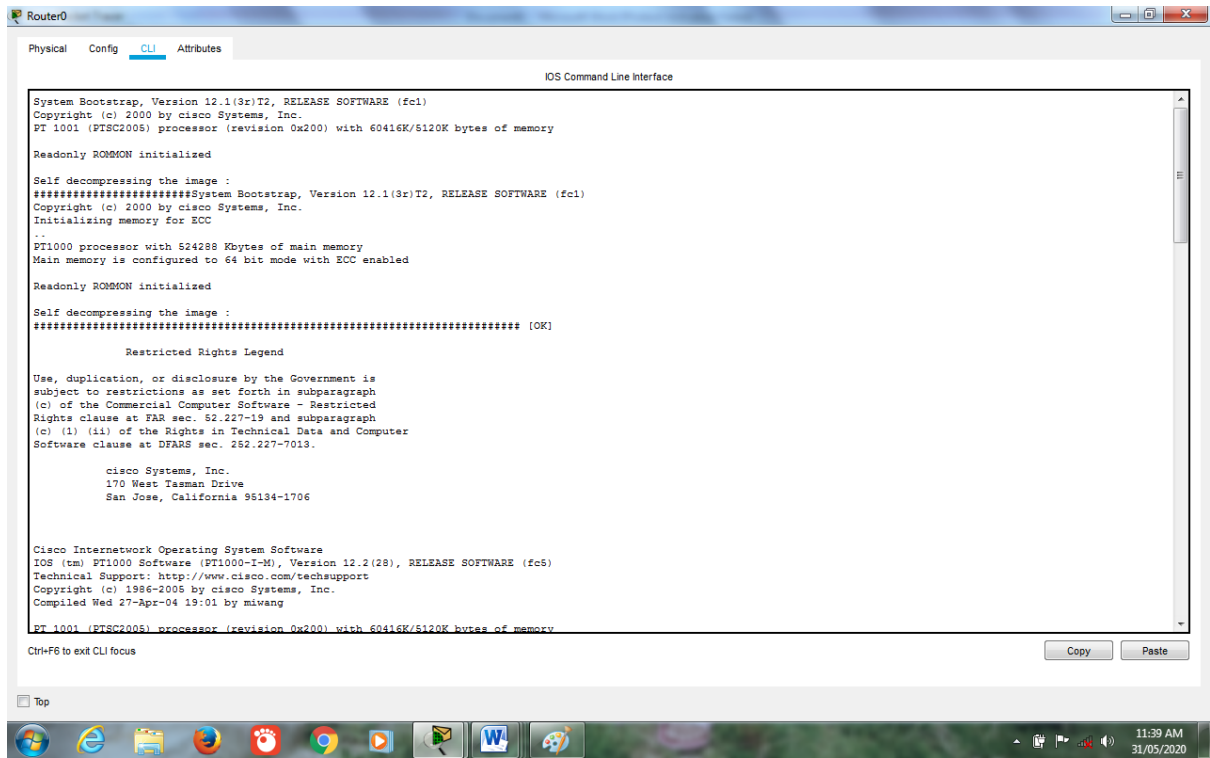 Router0
Physical Config CLI Attributes
IOS Command Line Interface
System Bootstrap, Version 12.1(3r)T2, RELEASE SOFTWARE (fc1)
Copyright (c) 2000 by cisco Systems, Inc.
PT 1001 (PTSC2005) processor (revision 0x200) with 60416K/5120K bytes of memory
Readonly ROMMON initialized
Self decompressing the image :
########################System Bootstrap, Version 12.1(3r)T2, RELEASE SOFTWARE (fc1)
Copyright (c) 2000 by cisco Systems, Inc.
Initializing memory for ECC
..
PT1000 processor with 524288 Kbytes of main memory
Main memory is configured to 64 bit mode with ECC enabled
Readonly ROMMON initialized
Self decompressing the image :
########################################################################## [OK]
Restricted Rights Legend
Use, duplication, or disclosure by the Government is
subject to restrictions as set forth in subparagraph
(c) of the Commercial Computer Software - Restricted
Rights clause at FAR sec. 52.227-19 and subparagraph
(c) (1) (ii) of the Rights in Technical Data and Computer
Software clause at DFARS sec. 252.227-7013.
cisco Systems, Inc.
170 West Tasman Drive
San Jose, California 95134-1706
Cisco Internetwork Operating System Software
IOS (tm) PT1000 Software (PT1000-I-M), Version 12.2(28), RELEASE SOFTWARE (fc5)
Technical Support: http://www.cisco.com/techsupport
Copyright (c) 1986-2005 by cisco Systems, Inc.
Compiled Wed 27-Apr-04 19:01 by miwang
PT 1001 (PTSC2005) processor (revision 0x200) with 60416K/5120K bytes of memory
Ctrl+F6 to exit CLI focus
Copy Paste
Top
11:39 AM
31/05/2020